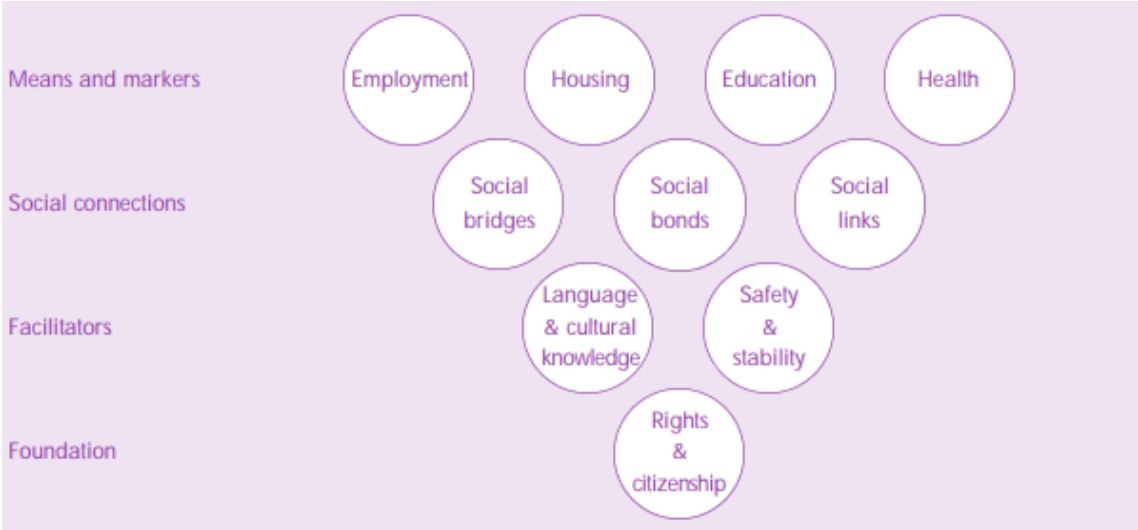 Means and markers
Employment
Housing
Education
Health
Social connections
Social
bridges
Social
bonds
Social
links
Facilitators
Language
& cultural
knowledge
Safety
&
stability
Foundation
Rights
&
citizenship